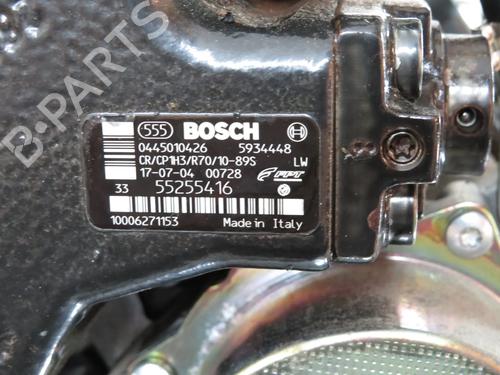 B-PARTS
555 BOSCH
0445010426 5934448
CR/CP1H3/R70/10-89S LW
17-07-04 00728 FPT
33 55255416
10006271153 Made in Italy